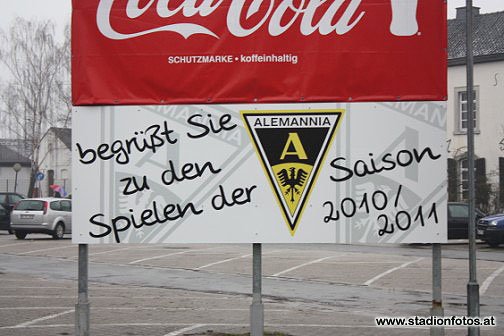 Coca-Cola
SCHUTZMARKE • koffeinhaltig
begrüßt Sie
zu den
Spielen der
ALEMANNIA
A
Saison
2010/
2011
www.stadionfotos.at